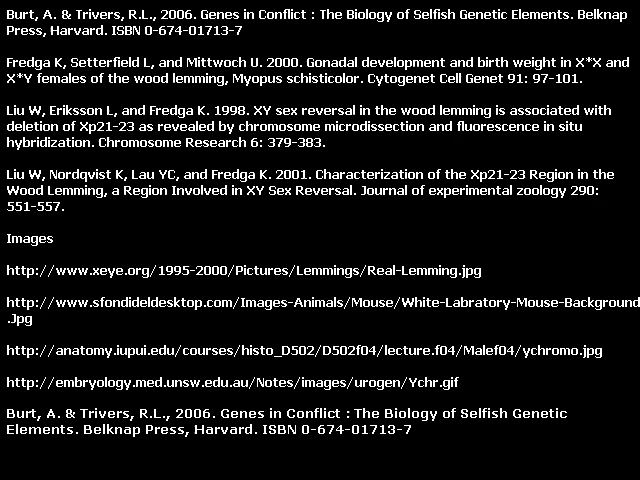 Burt, A. & Trivers, R.L., 2006. Genes in Conflict : The Biology of Selfish Genetic Elements. Belknap
Press, Harvard. ISBN 0-674-01713-7
Fredga K, Setterfield L, and Mittwoch U. 2000. Gonadal development and birth weight in X*X and
X*Y females of the wood lemming, Myopus schisticolor. Cytogenet Cell Genet 91: 97-101.
Liu W, Eriksson L, and Fredga K. 1998. XY sex reversal in the wood lemming is associated with
deletion of Xp21-23 as revealed by chromosome microdissection and fluorescence in situ
hybridization. Chromosome Research 6: 379-383.
Liu W, Nordqvist K, Lau YC, and Fredga K. 2001. Characterization of the Xp21-23 Region in the
Wood Lemming, a Region Involved in XY Sex Reversal. Journal of experimental zoology 290:
551-557.
Images
http://www.xeye.org/1995-2000/Pictures/Lemmings/Real-Lemming.jpg
http://www.sfondideldesktop.com/Images-Animals/Mouse/White-Labratory-Mouse-Background
.Jpg
http://anatomy.iupui.edu/courses/histo_D502/D502f04/lecture.f04/Malef04/ychromo.jpg
http://embryology.med.unsw.edu.au/Notes/images/urogen/Ychr.gif
Burt, A. & Trivers, R.L., 2006. Genes in Conflict : The Biology of Selfish Genetic
Elements. Belknap Press, Harvard. ISBN 0-674-01713-7